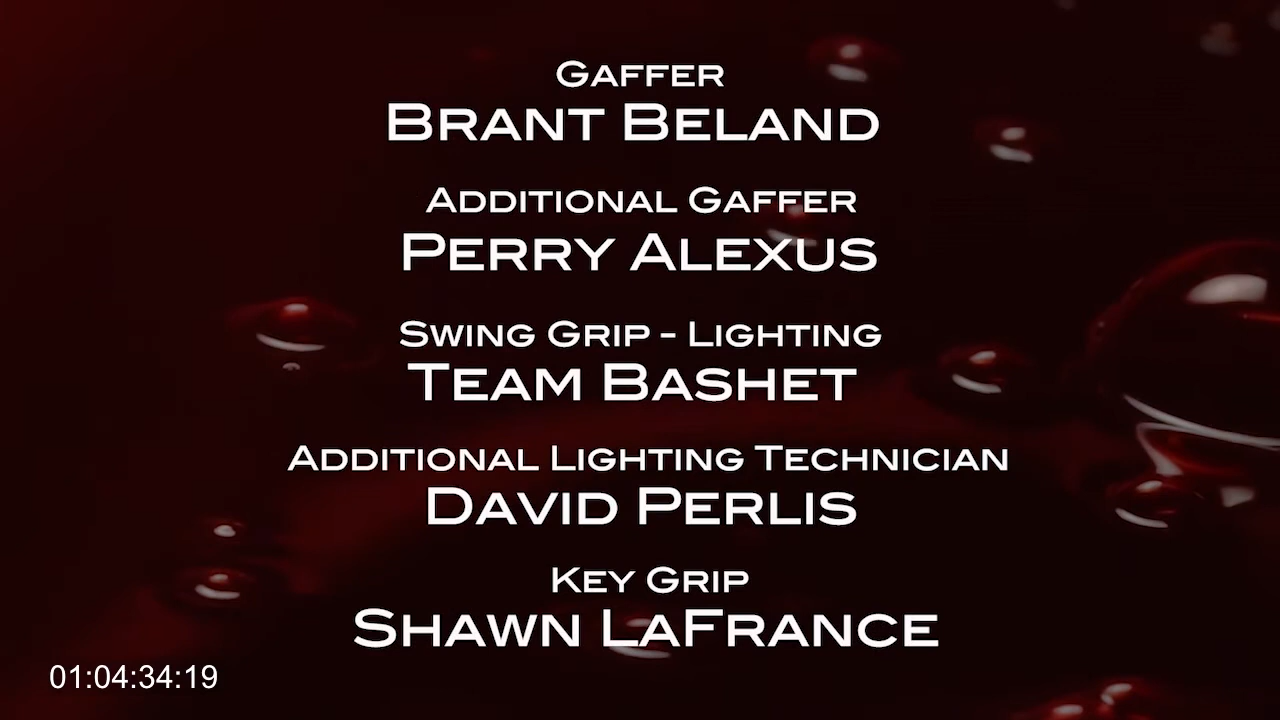 Gaffer
Brant Beland
Additional Gaffer
Perry Alexus
Swing Grip - Lighting
Team Bashet
Additional Lighting Technician
David Perlis
Key Grip
Shawn LaFrance
01:04:34:19